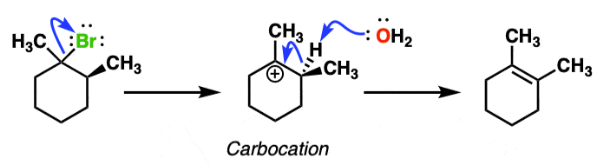 H₃C :Br:
CH₃
CH₃
H
CH₃
⊕
:OH₂
CH₃
CH₃
Carbocation